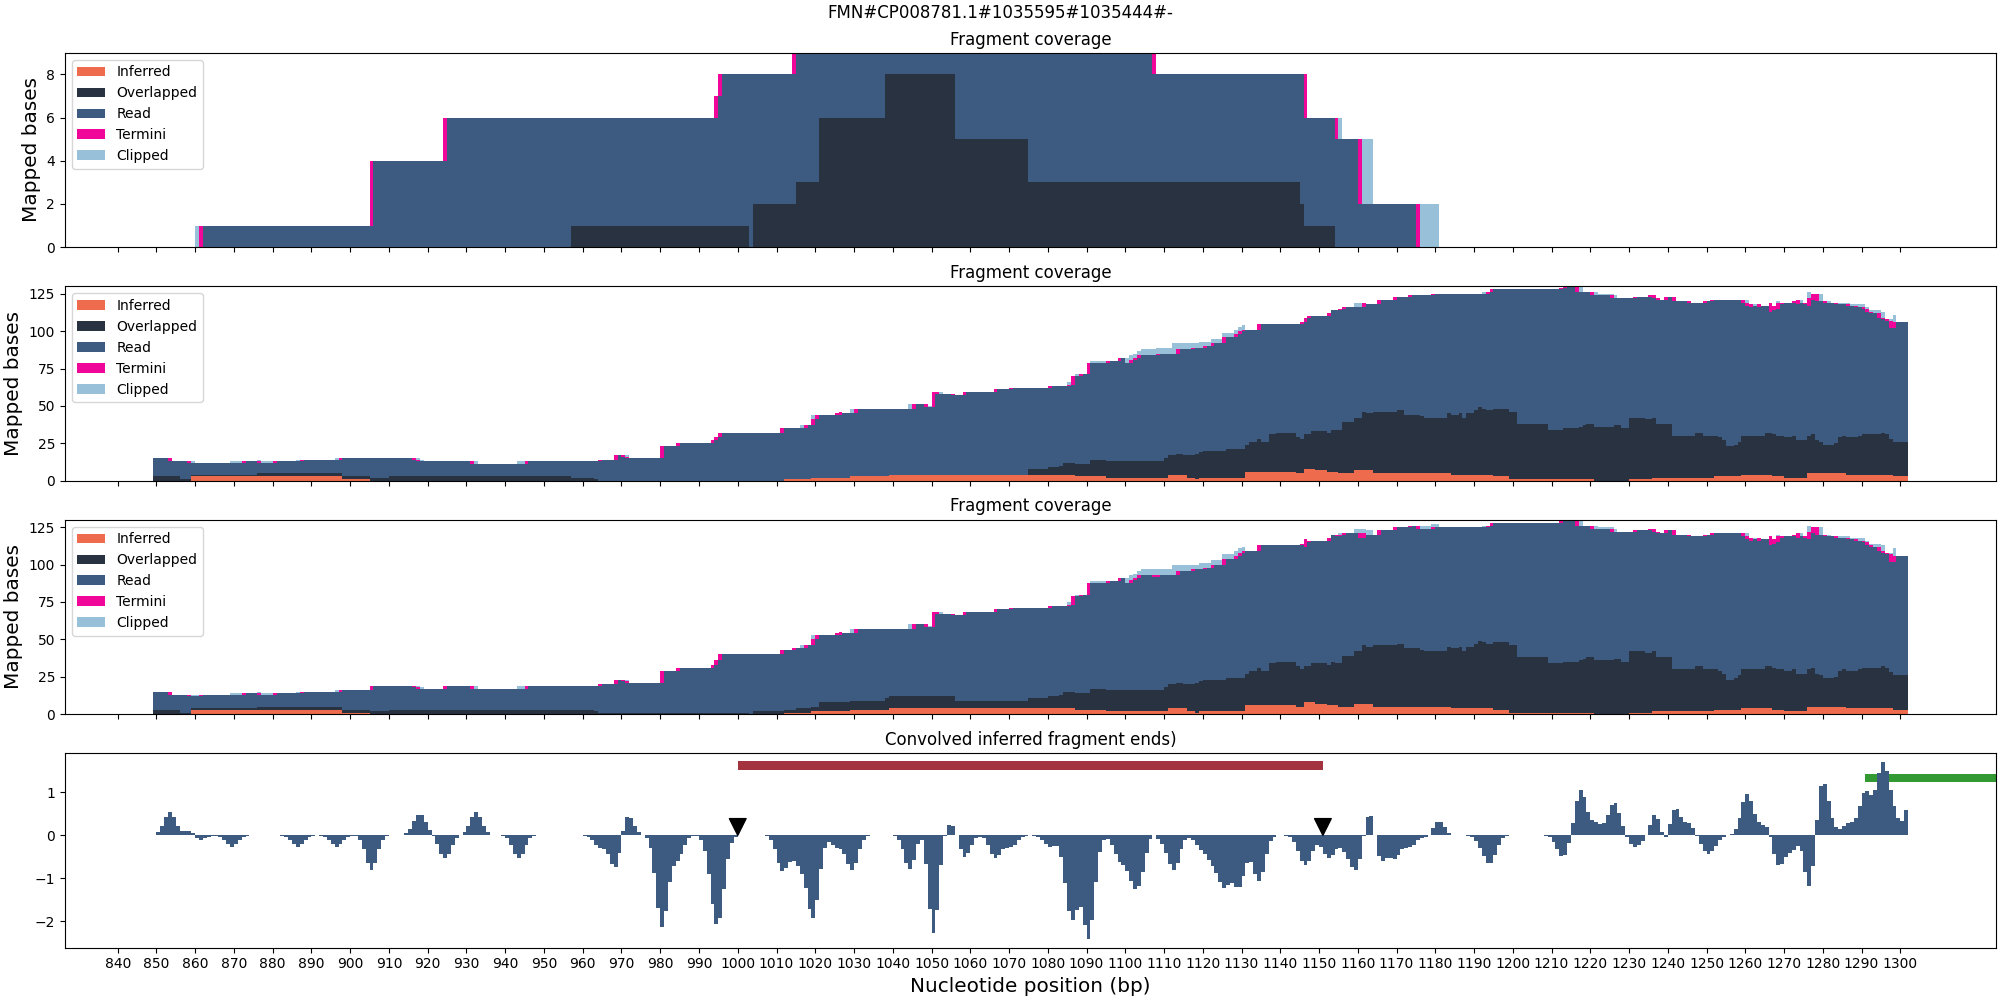 FMN#CP008781.1#1035595#1035444#-
Fragment coverage
Mapped bases
8
6
4
2
0
Inferred
Overlapped
Read
Termini
Clipped
Fragment coverage
Mapped bases
125
100
75
50
25
0
Inferred
Overlapped
Read
Termini
Clipped
Fragment coverage
Mapped bases
125
100
75
50
25
0
Inferred
Overlapped
Read
Termini
Clipped
Convolved inferred fragment ends)
1
0
−1
−2
840 850 860 870 880 890 900 910 920 930 940 950 960 970 980 990 1000 1010 1020 1030 1040 1050 1060 1070 1080 1090 1100 1110 1120 1130 1140 1150 1160 1170 1180 1190 1200 1210 1220 1230 1240 1250 1260 1270 1280 1290 1300
Nucleotide position (bp)